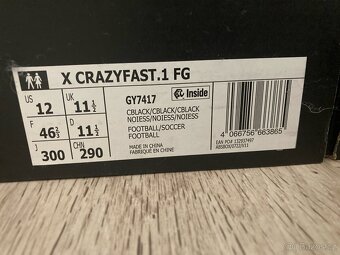 X CRAZYFAST.1 FG
US 12 UK 11½
F 46⅔ D 11½
J 300 CHN 290
GY7417 Inside
CBLACK/CBLACK/CBLACK
NOIESS/NOIESS/NOIESS
FOOTBALL/SOCCER
FOOTBALL
MADE IN CHINA
FABRIQUÉ EN CHINE
4 066756 663865